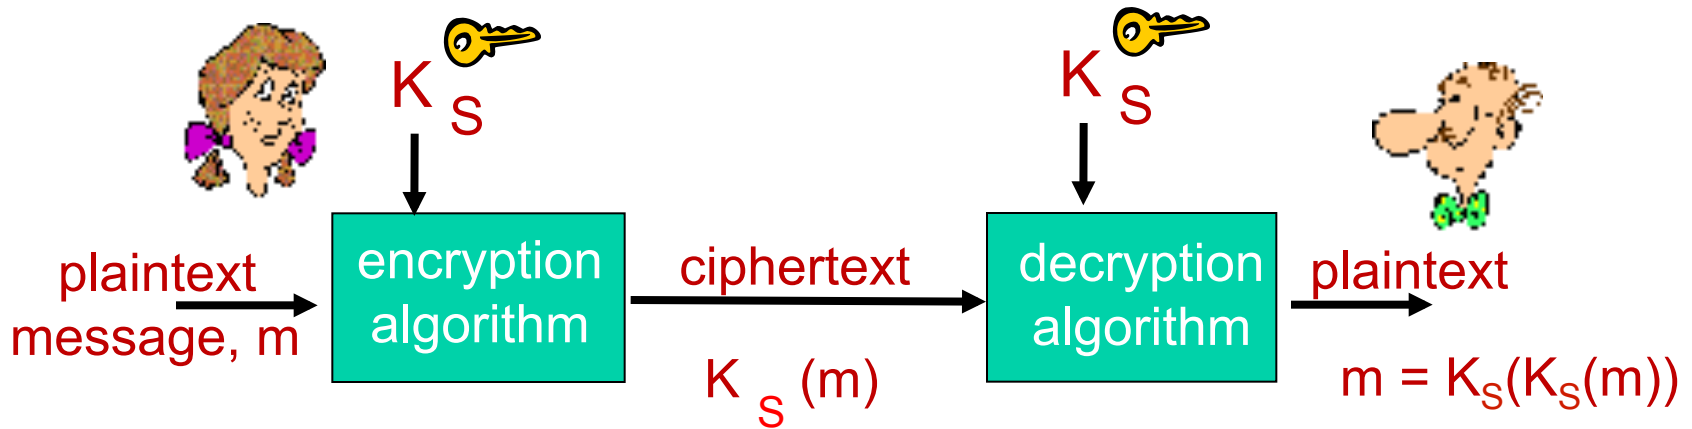 K S
K S
plaintext
message, m
encryption
algorithm
ciphertext
K S (m)
decryption
algorithm
plaintext
m = KS(KS(m))